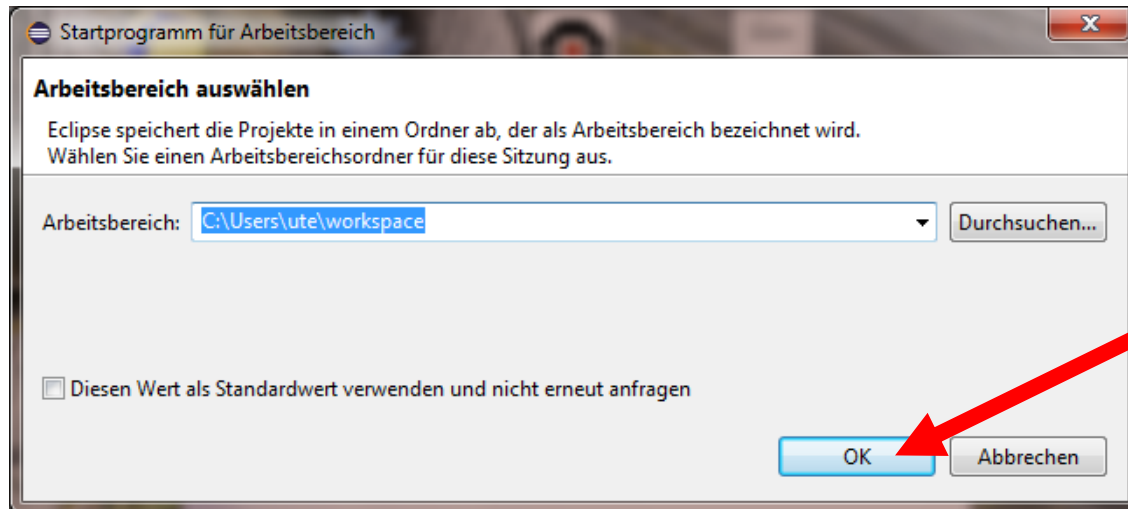 Startprogramm für Arbeitsbereich
Arbeitsbereich auswählen
Eclipse speichert die Projekte in einem Ordner ab, der als Arbeitsbereich bezeichnet wird.
Wählen Sie einen Arbeitsbereichsordner für diese Sitzung aus.
Arbeitsbereich: C:\Users\ute\workspace Durchsuchen...
Diesen Wert als Standardwert verwenden und nicht erneut anfragen
OK Abbrechen